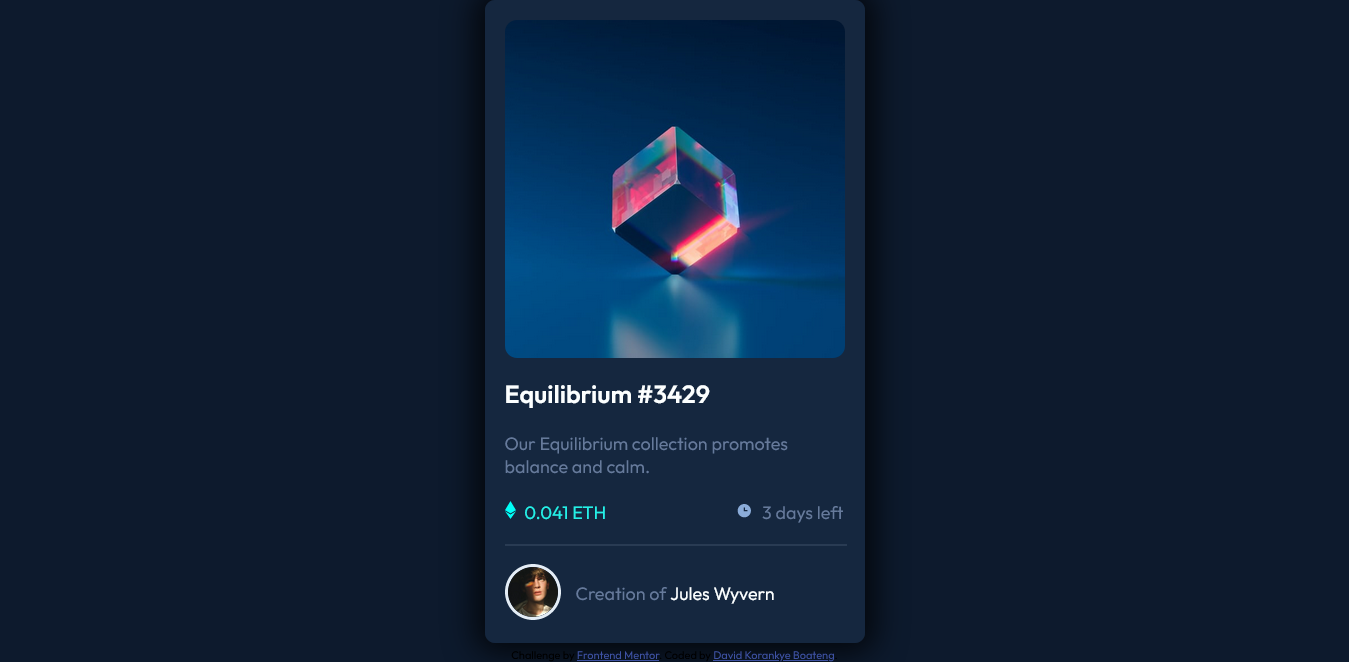 Equilibrium #3429
Our Equilibrium collection promotes
balance and calm.
0.041 ETH
3 days left
Creation of Jules Wyvern
Challenge by Frontend Mentor. Coded by David Korankye Boateng